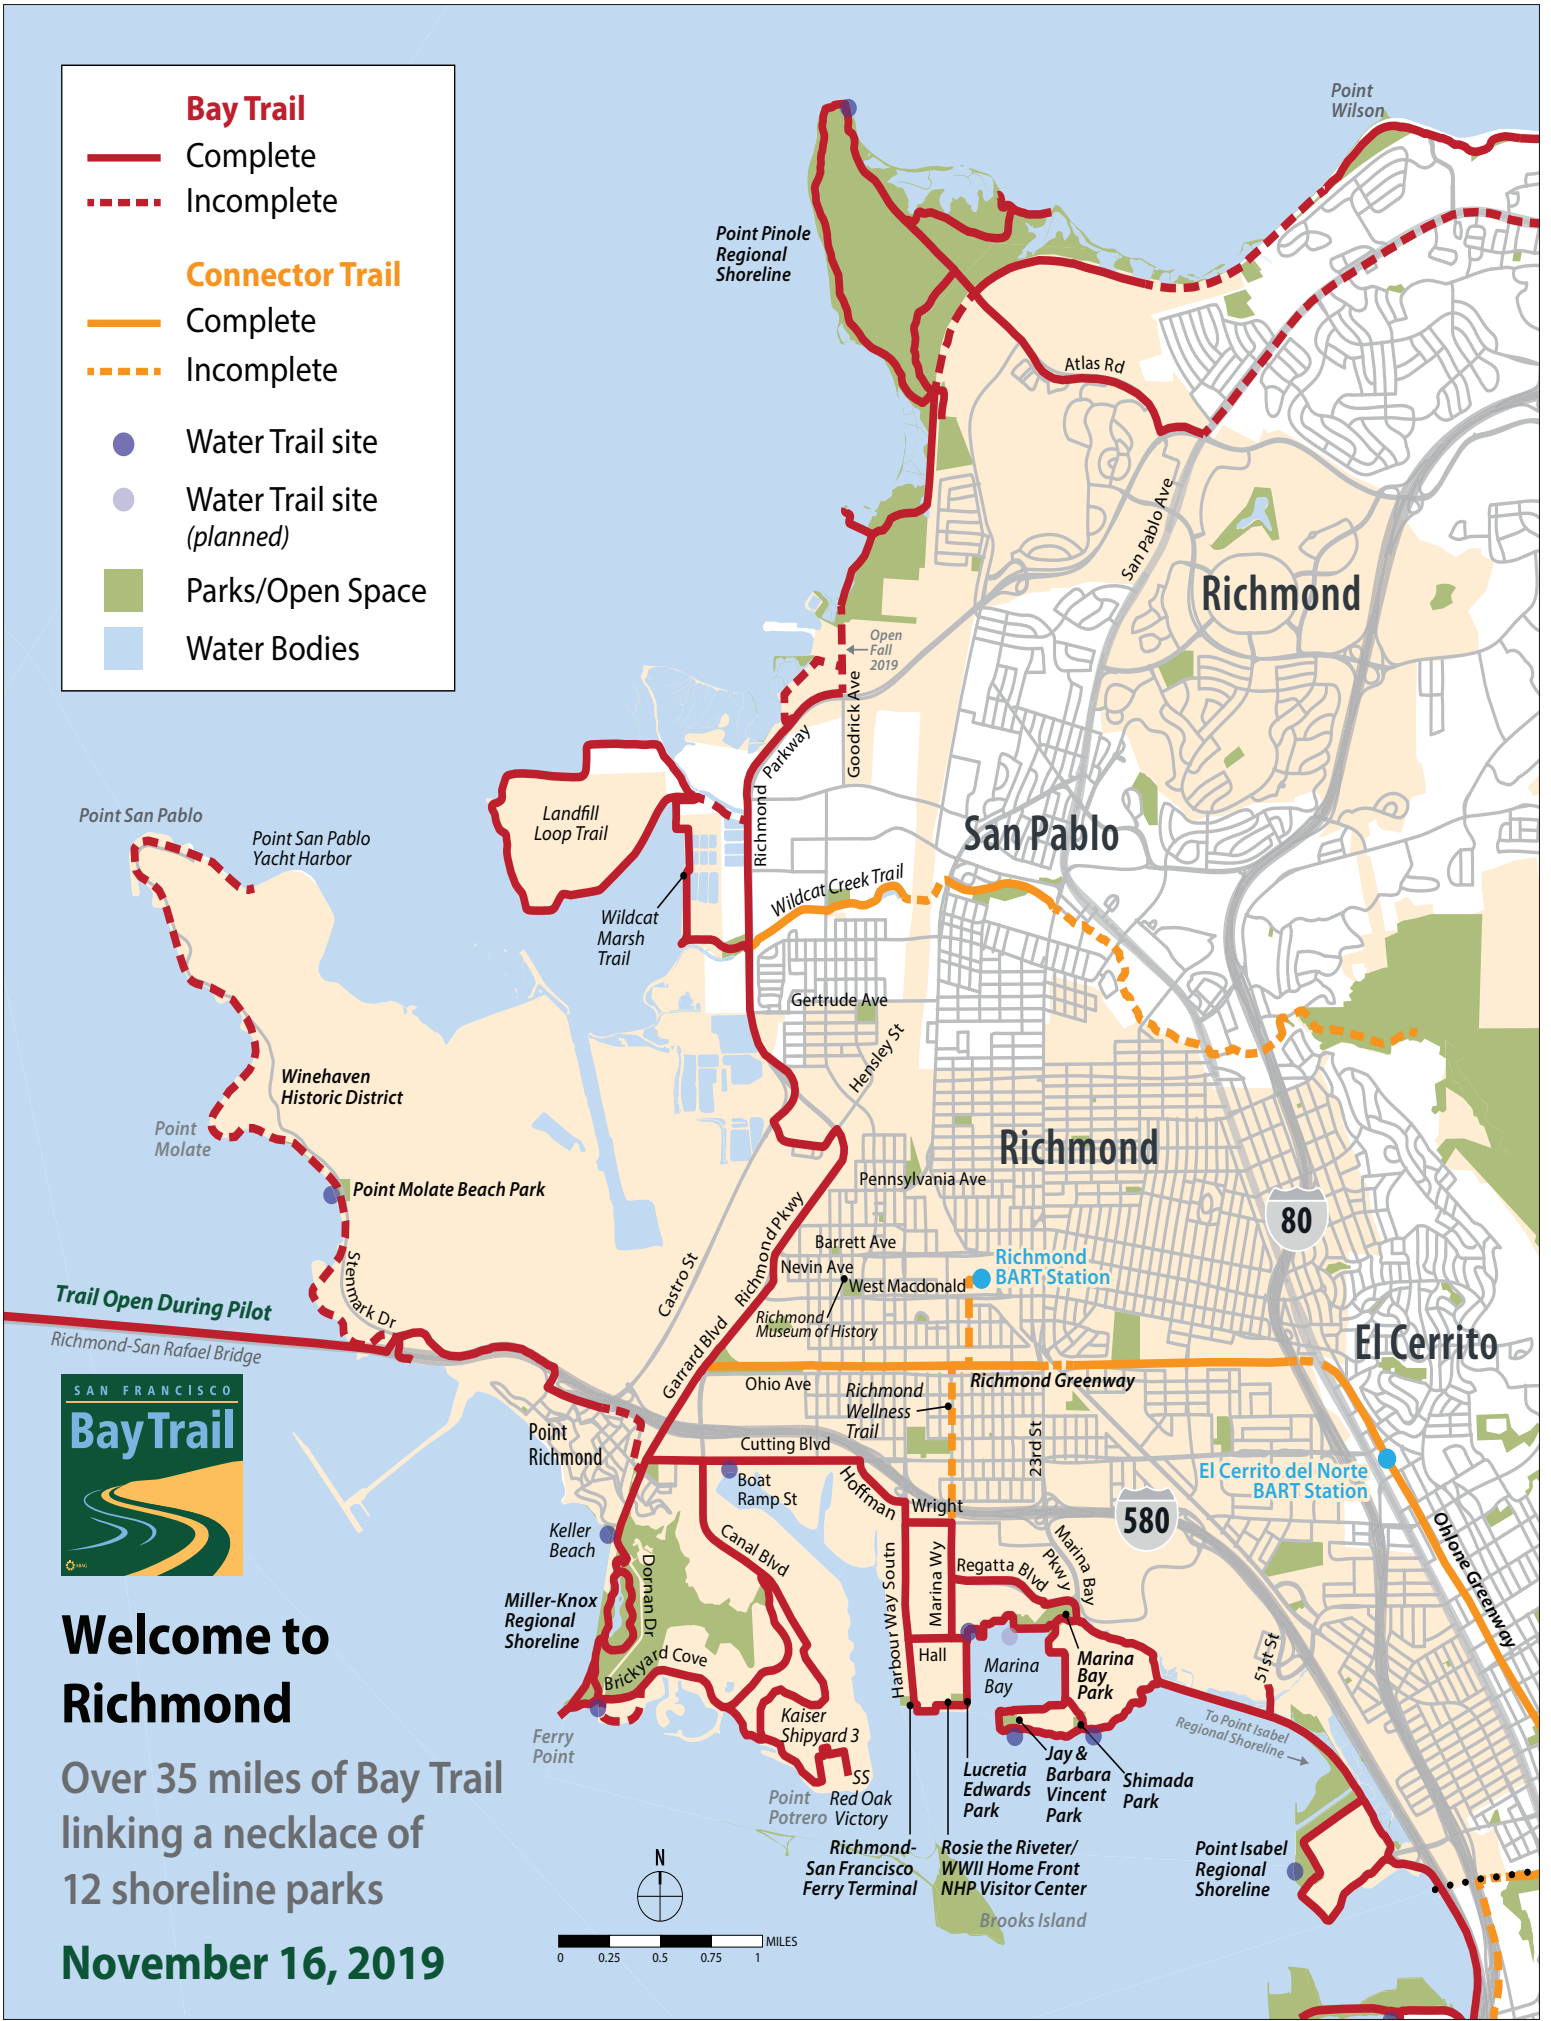 Bay Trail
Complete
Incomplete
Connector Trail
Complete
Incomplete
Water Trail site
Water Trail site
(planned)
Parks/Open Space
Water Bodies
Point
Wilson
Point Pinole
Regional
Shoreline
Atlas Rd
San Pablo Ave
Richmond
Open
Fall
2019
Goodrick Ave
Parkway
Richmond
Landfill
Loop Trail
San Pablo
Point San Pablo
Point San Pablo
Yacht Harbor
Wildcat Creek Trail
Wildcat
Marsh
Trail
Gertrude Ave
Hensley St
Winehaven
Historic District
Point
Molate
Richmond
Pennsylvania Ave
Point Molate Beach Park
80
Barrett Ave
Nevin Ave
West Macdonald
Richmond
BART Station
Richmond
Museum of History
Richmond Pkwy
Castro St
Stenmark Dr
Trail Open During Pilot
Richmond-San Rafael Bridge
El Cerrito
Garrard Blvd
Ohio Ave
Richmond Greenway
Richmond
Wellness
Trail
23rd St
SAN FRANCISCO
Bay Trail
ABAG
Point
Richmond
Cutting Blvd
Boat
Ramp St
Hoffman
Wright
El Cerrito del Norte
BART Station
580
Ohlone Greenway
Keller
Beach
Canal Blvd
Dornan Dr
Harbour Way South
Marina Wy
Regatta Blvd
Marina Bay
Pkwy
Miller-Knox
Regional
Shoreline
Brickyard Cove
Hall
Marina
Bay
Marina
Bay
Park
51st St
To Point Isabel
Regional Shoreline
Welcome to
Richmond
Ferry
Point
Kaiser
Shipyard 3
SS
Red Oak
Victory
Point
Potrero
Lucretia
Edwards
Park
Jay &
Barbara
Vincent
Park
Shimada
Park
Over 35 miles of Bay Trail
linking a necklace of
12 shoreline parks
Richmond-
San Francisco
Ferry Terminal
Rosie the Riveter/
WWII Home Front
NHP Visitor Center
Point Isabel
Regional
Shoreline
Brooks Island
November 16, 2019
N
MILES
0 0.25 0.5 0.75 1